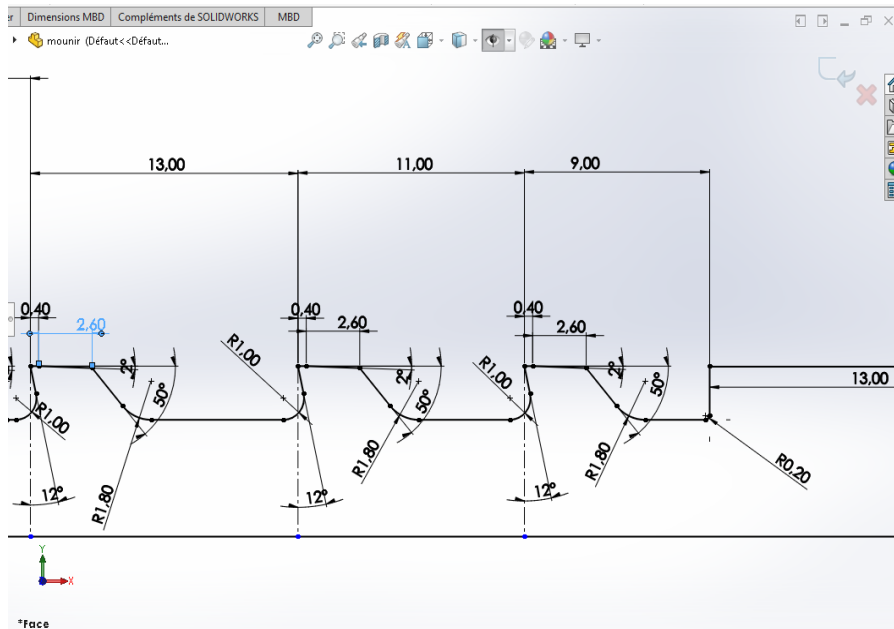 er Dimensions MBD Compléments de SOLIDWORKS MBD
mounir (Défaut<<Défaut...
13,00 11,00 9,00
0,40 2,60 0,40 2,60 0,40 2,60
2° 50° R1,00 2° 50° R1,00 2° 50° 13,00
R1,00 R1,80 R1,80 R1,80 R0,20
12° 12° 12°
Y
X
*Face